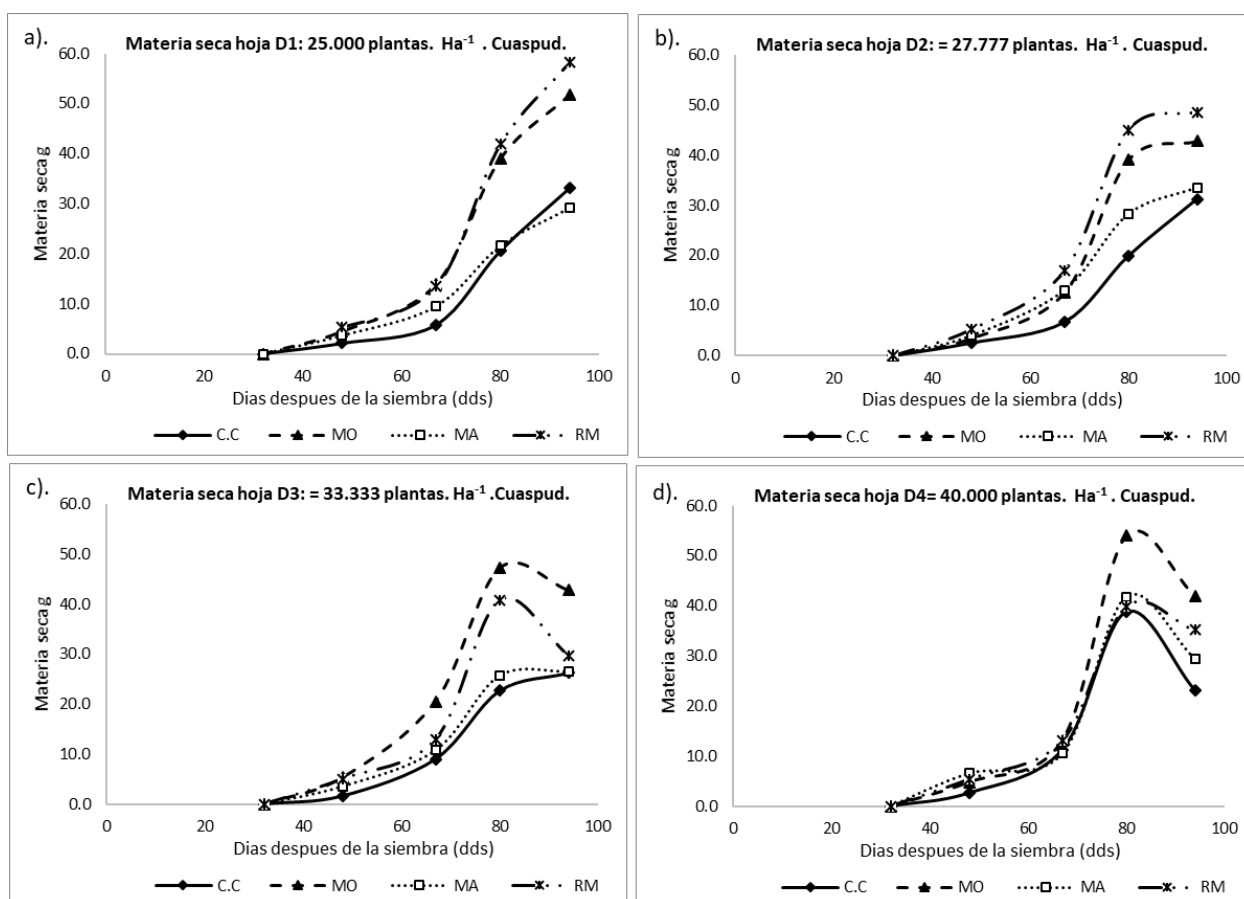 a).
Materia seca hoja D1: 25.000 plantas. Ha⁻¹ . Cuaspud.
60.0
50.0
40.0
30.0
20.0
10.0
0.0
Materia seca g
0 20 40 60 80 100
Dias despues de la siembra (dds)
C.C MO MA RM
b).
Materia seca hoja D2: = 27.777 plantas. Ha⁻¹ . Cuaspud.
60.0
50.0
40.0
30.0
20.0
10.0
0.0
Materia seca g
0 20 40 60 80 100
Dias despues de la siembra (dds)
C.C MO MA RM
c).
Materia seca hoja D3: = 33.333 plantas. Ha⁻¹ .Cuaspud.
60.0
50.0
40.0
30.0
20.0
10.0
0.0
Materia seca g
0 20 40 60 80 100
Dias despues de la siembra (dds)
C.C MO MA RM
d).
Materia seca hoja D4= 40.000 plantas. Ha⁻¹ . Cuaspud.
60.0
50.0
40.0
30.0
20.0
10.0
0.0
Materia seca g
0 20 40 60 80 100
Dias despues de la siembra (dds)
C.C MO MA RM